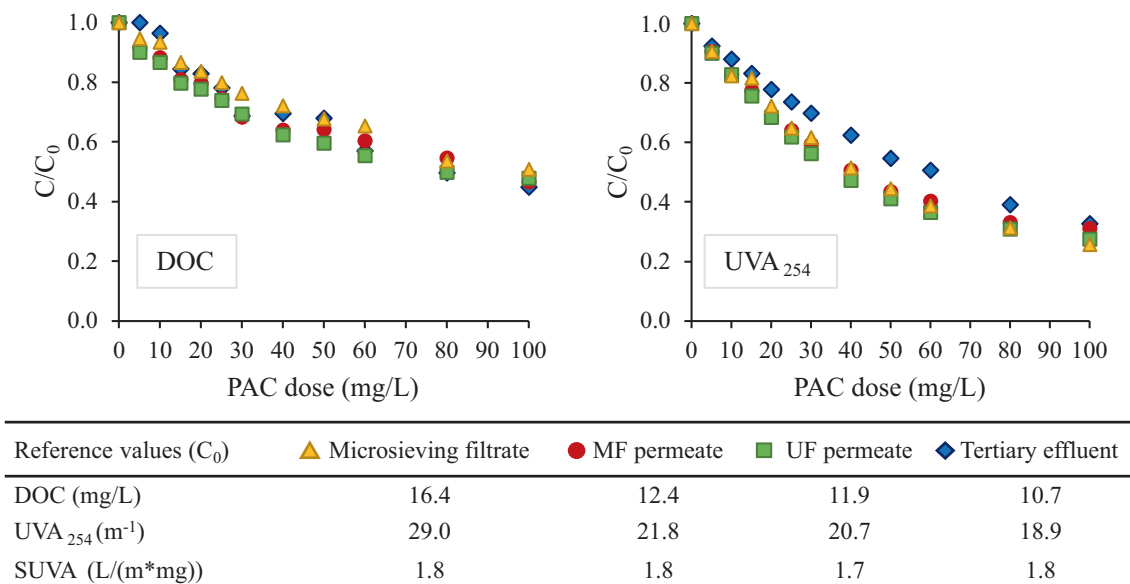 1.0
0.8
0.6
0.4
0.2
0.0
C/C0
DOC
0 10 20 30 40 50 60 70 80 90 100
PAC dose (mg/L)
1.0
0.8
0.6
0.4
0.2
0.0
C/C0
UVA 254
0 10 20 30 40 50 60 70 80 90 100
PAC dose (mg/L)
Reference values (C0) Microsieving filtrate MF permeate UF permeate Tertiary effluent
DOC (mg/L) 16.4 12.4 11.9 10.7
UVA 254 (m-1) 29.0 21.8 20.7 18.9
SUVA (L/(m*mg)) 1.8 1.8 1.7 1.8